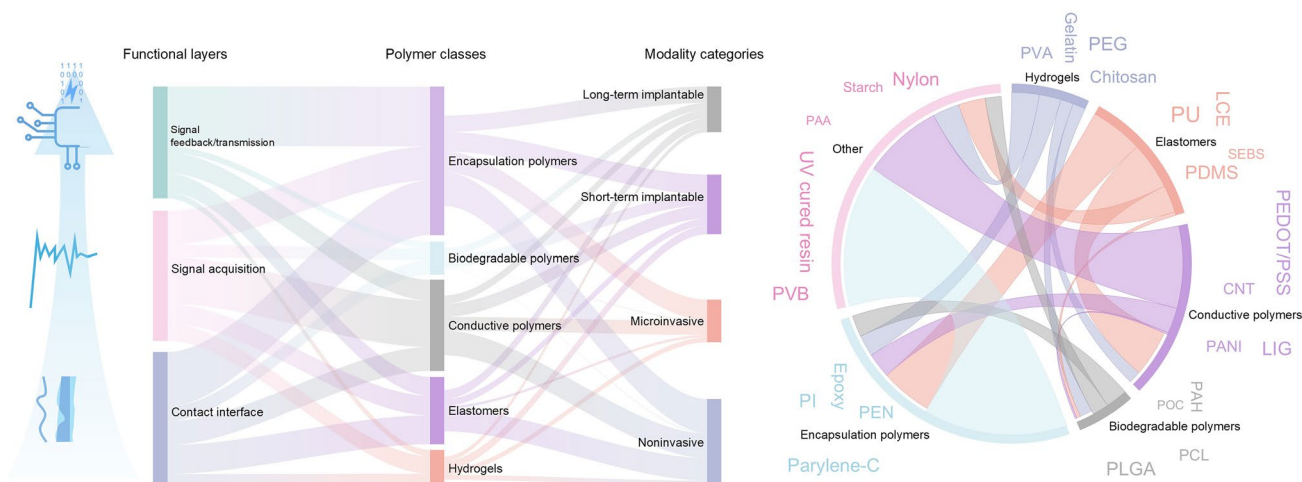 Functional layers
Polymer classes
Modality categories
Signal
feedback/transmission
Signal acquisition
Contact interface
Encapsulation polymers
Biodegradable polymers
Conductive polymers
Elastomers
Hydrogels
Long-term implantable
Short-term implantable
Microinvasive
Noninvasive
Starch
Nylon
PAA
Other
UV cured resin
PVB
PVA
Gelatin
PEG
Hydrogels
Chitosan
PU
LCE
Elastomers
SEBS
PDMS
PEDOT/PSS
CNT
Conductive polymers
PANI
LIG
PAH
POC
Biodegradable polymers
PCL
PLGA
Epoxy
PI
PEN
Encapsulation polymers
Parylene-C